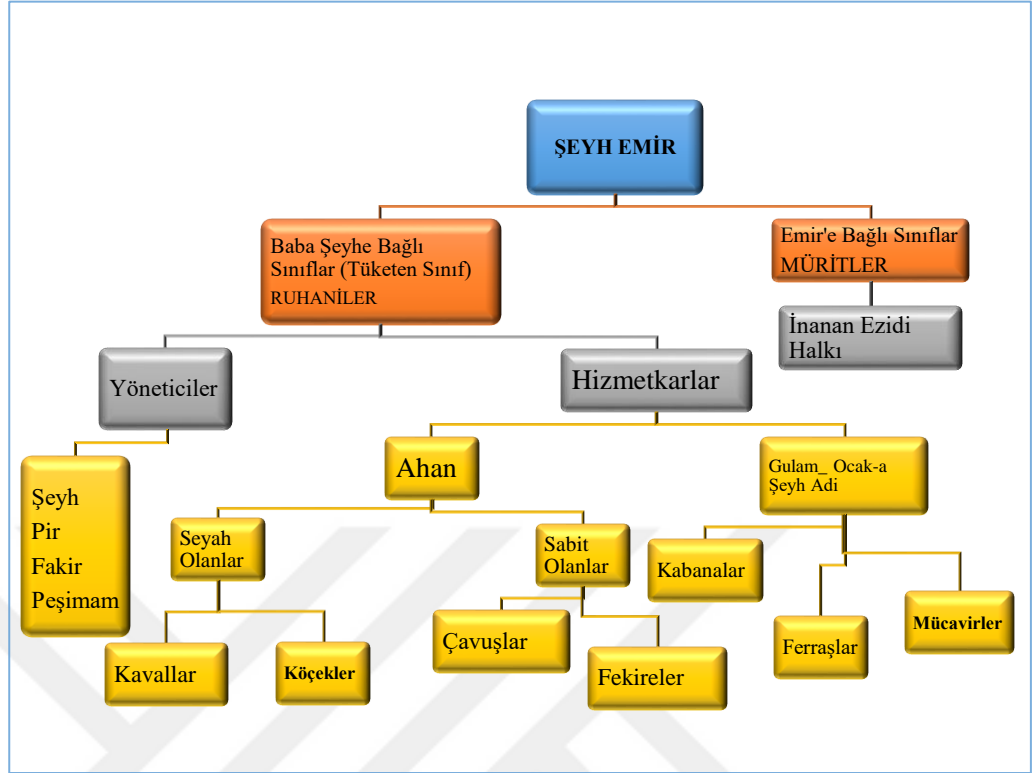 ŞEYH EMİR
Baba Şeyhe Bağlı
Sınıflar (Tüketen Sınıf)
RUHANİLER
Emir'e Bağlı Sınıflar
MÜRİTLER
İnanan Ezidi
Halkı
Yöneticiler
Hizmetkarlar
Şeyh
Pir
Fakir
Peşimam
Ahan
Gulam_ Ocak-a
Şeyh Adi
Seyah
Olanlar
Sabit
Olanlar
Kabanalar
Ferraşlar
Mücavirler
Kavallar
Köçekler
Çavuşlar
Fekireler